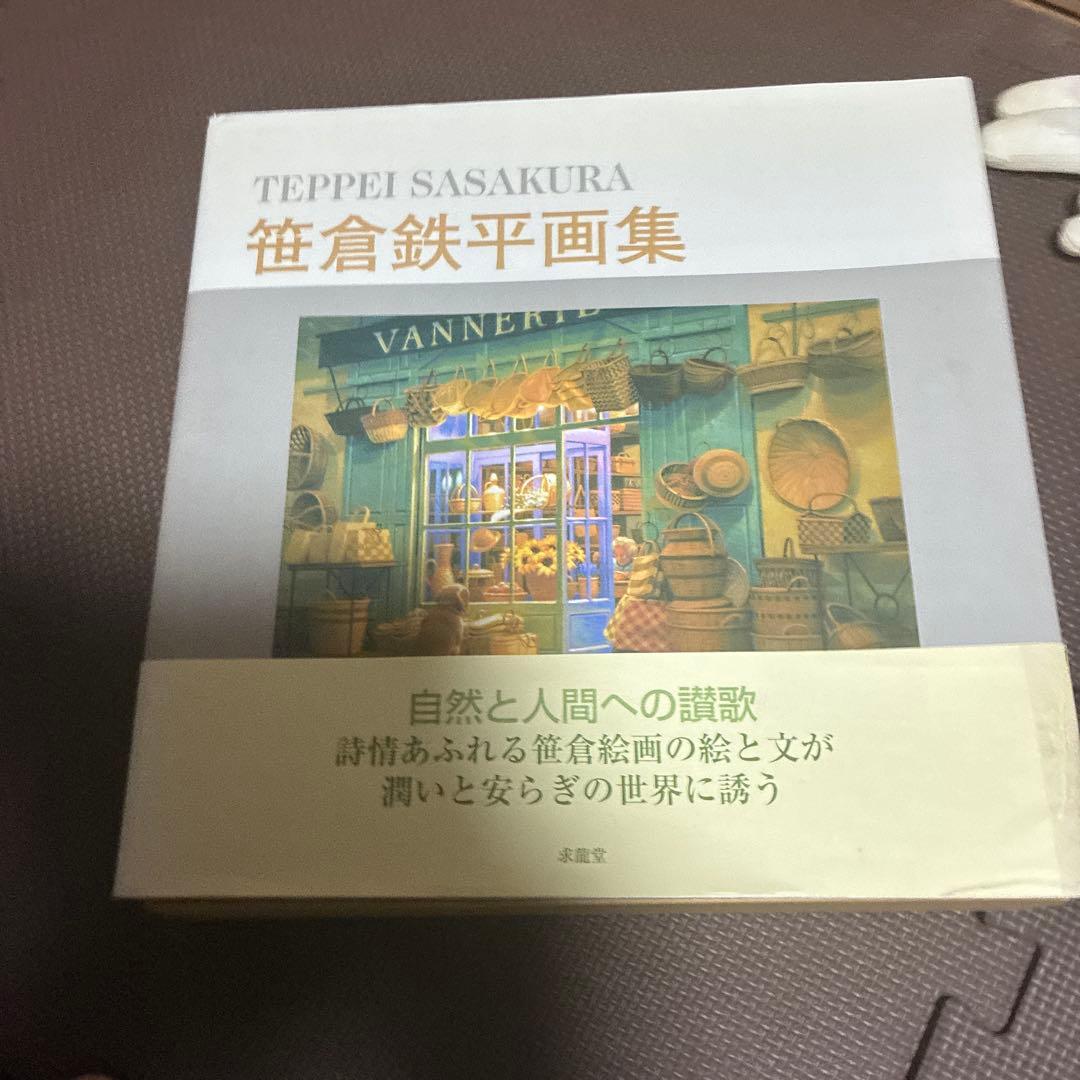 TEPPEI SASAKURA
笹倉鉄平画集
VANNERIE
自然と人間への讃歌
詩情あふれる笹倉絵画の絵と文が
潤いと安らぎの世界に誘う
求龍堂